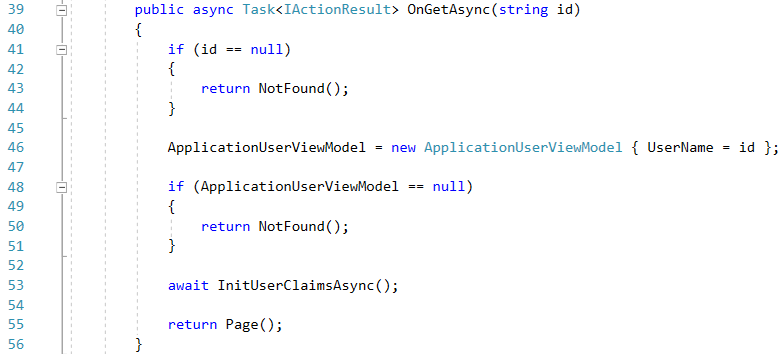 39 public async Task<IActionResult> OnGetAsync(string id)
40 {
41 if (id == null)
42 {
43 return NotFound();
44 }
45
46 ApplicationUserViewModel = new ApplicationUserViewModel { UserName = id };
47
48 if (ApplicationUserViewModel == null)
49 {
50 return NotFound();
51 }
52
53 await InitUserClaimsAsync();
54
55 return Page();
56 }